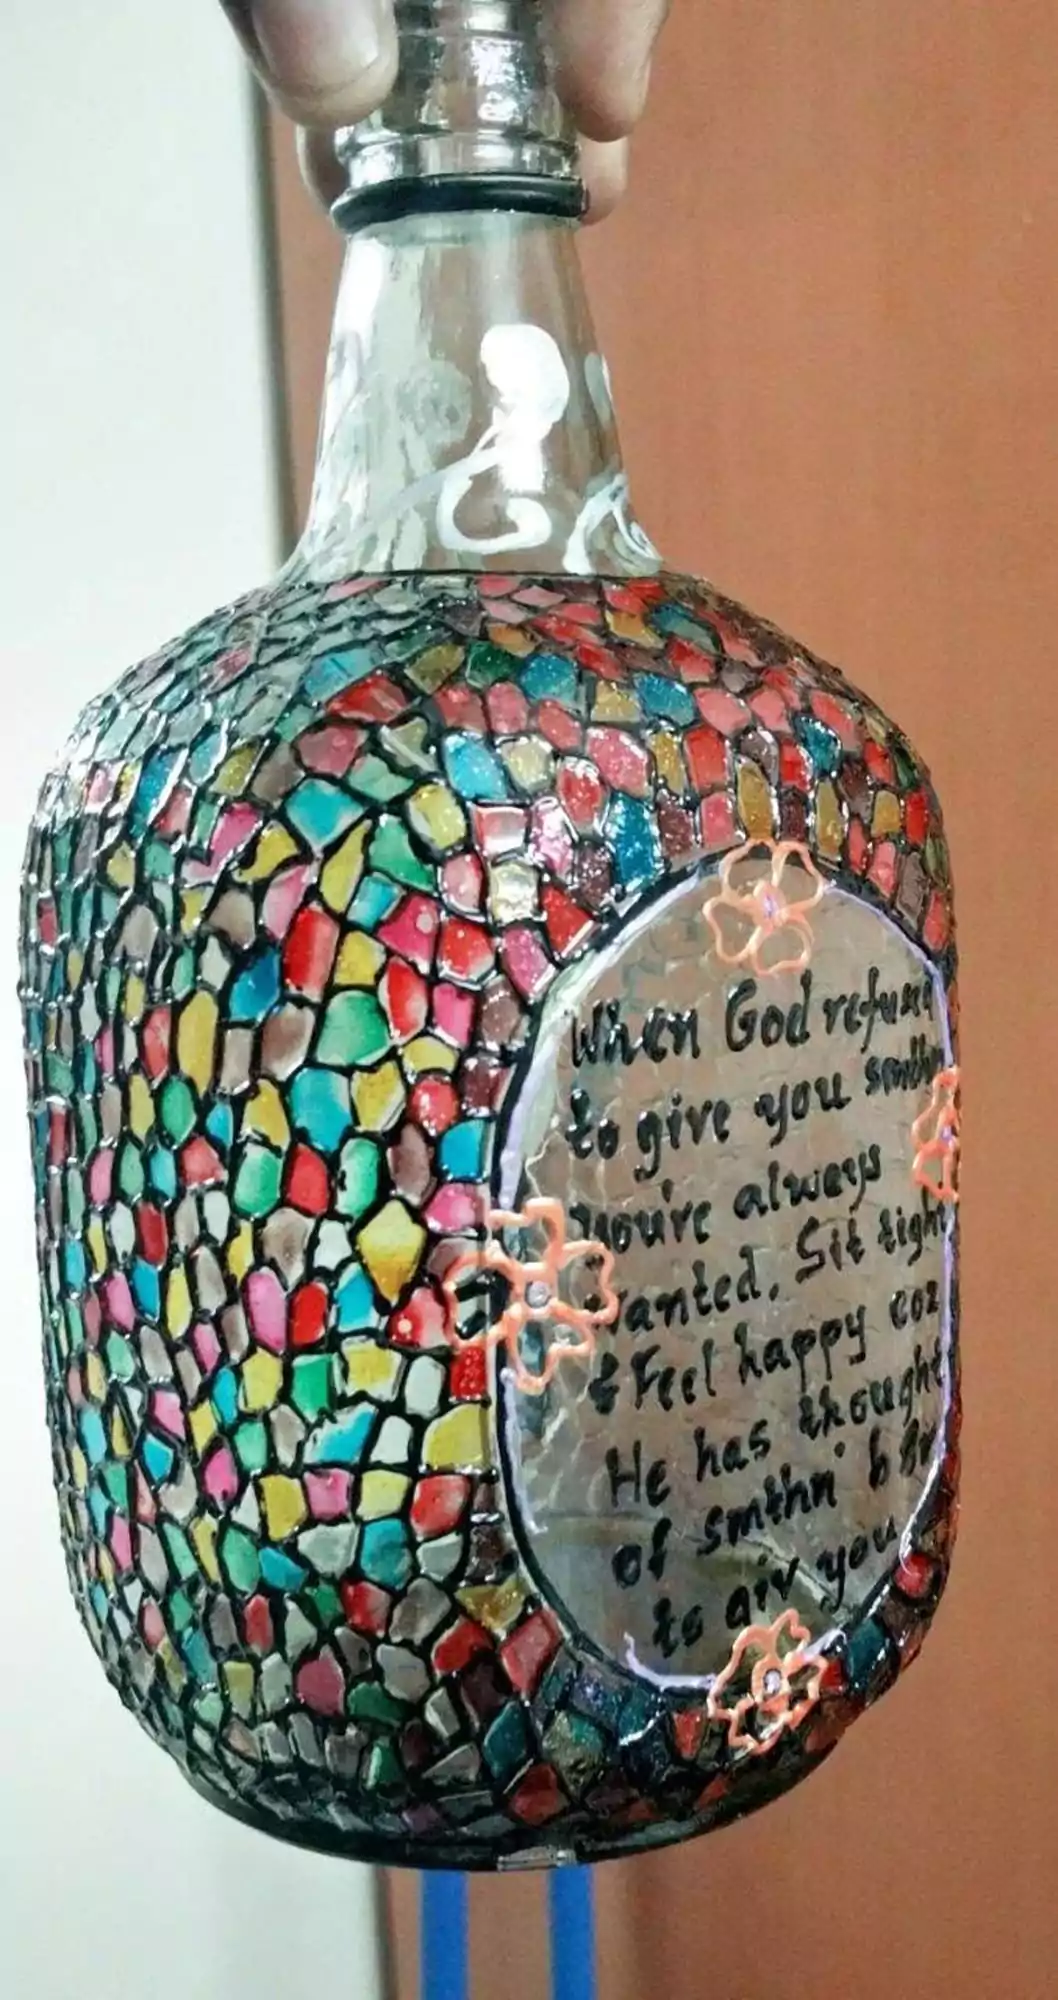 When God refuses
to give you smthn
you're always
wanted. Sit tight
& Feel happy coz
He has thought
of smthn' b
to giv you